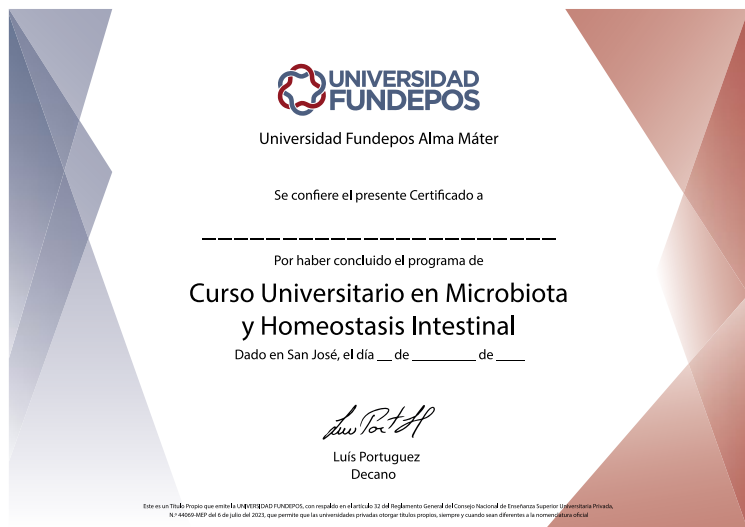 UNIVERSIDAD
FUNDEPOS
Universidad Fundepos Alma Máter
Se confiere el presente Certificado a
_ _ _ _ _ _ _ _ _ _ _ _ _ _ _ _ _ _ _ _ _ _
Por haber concluido el programa de
Curso Universitario en Microbiota
y Homeostasis Intestinal
Dado en San José, el día __ de ________ de ____
Luís Portuguez
Decano
Este es un Título Propio que emite la UNIVERSIDAD FUNDEPOS, con respaldo en el artículo 32 del Reglamento General del Consejo Nacional de Enseñanza Superior Universitaria Privada,
N.º 44069-MEP del 6 de julio del 2023, que permite que las universidades privadas otorgar títulos propios, siempre y cuando sean diferentes a la nomenclatura oficial